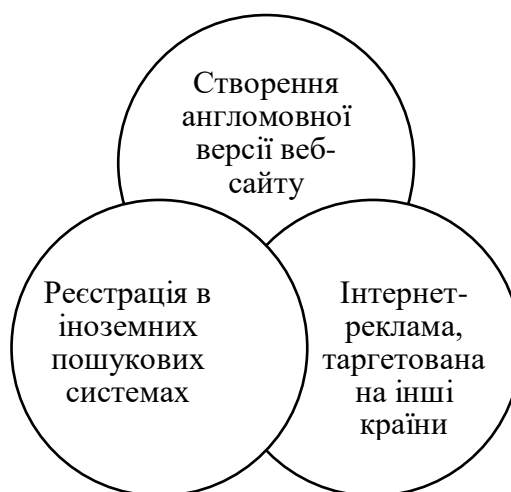 Створення
англомовної
версії веб-
сайту
Реєстрація в
іноземних
пошукових
системах
Інтернет-
реклама,
таргетована
на інші
країни